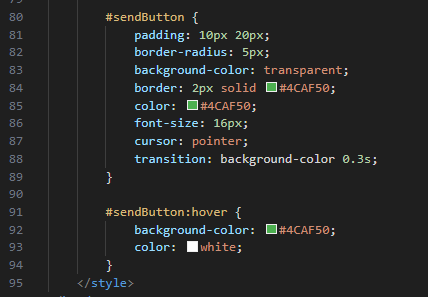 80 #sendButton {
81 padding: 10px 20px;
82 border-radius: 5px;
83 background-color: transparent;
84 border: 2px solid #4CAF50;
85 color: #4CAF50;
86 font-size: 16px;
87 cursor: pointer;
88 transition: background-color 0.3s;
89 }
90
91 #sendButton:hover {
92 background-color: #4CAF50;
93 color: white;
94 }
95 </style>